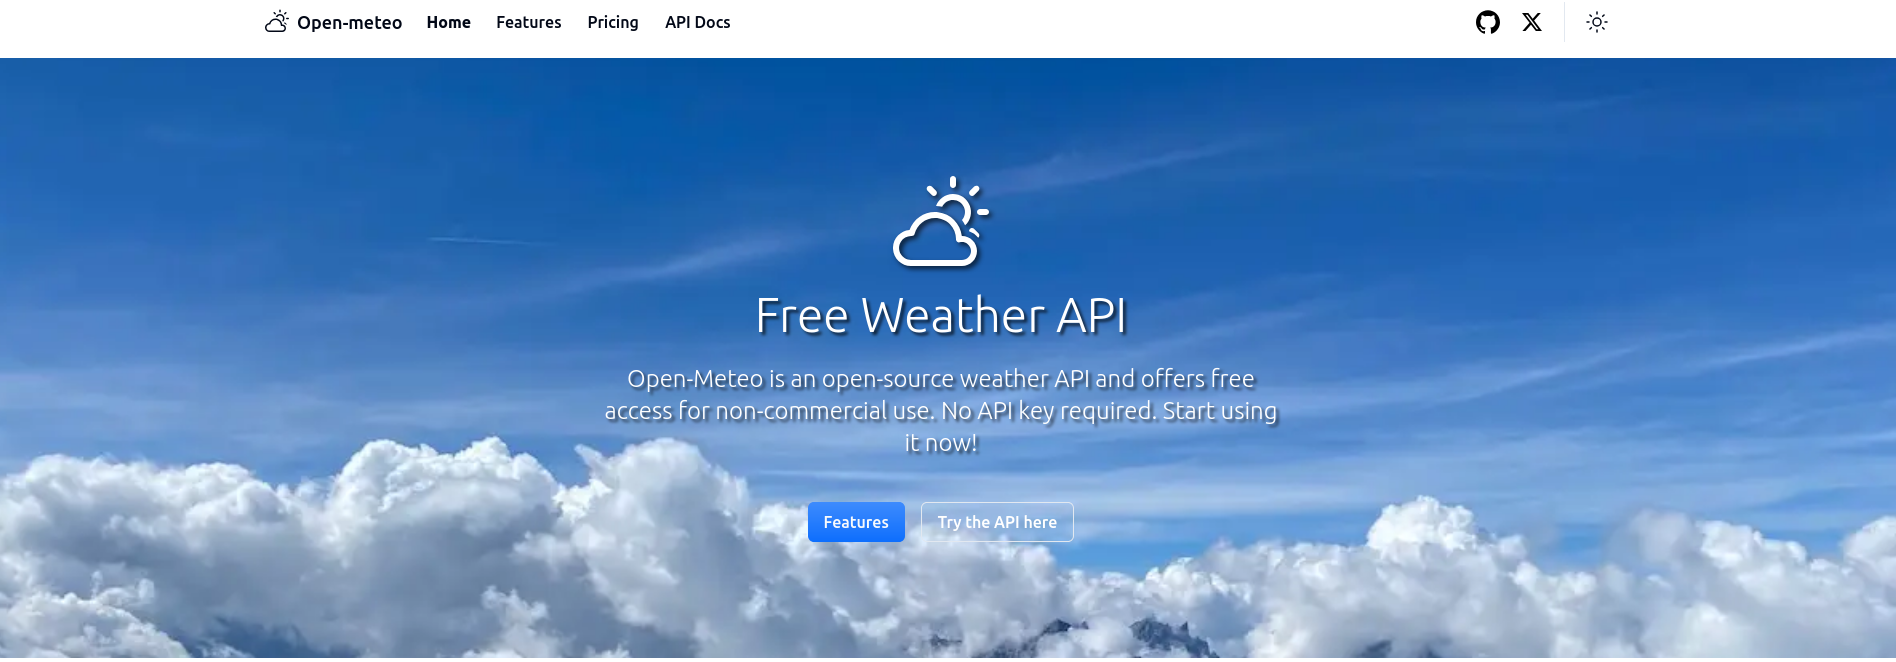 Open-meteo Home Features Pricing API Docs
Free Weather API
Open-Meteo is an open-source weather API and offers free
access for non-commercial use. No API key required. Start using
it now!
Features Try the API here